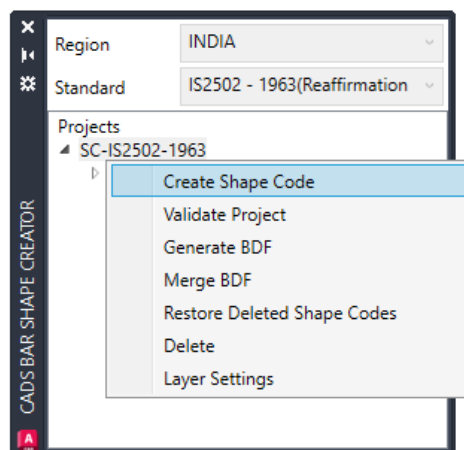 Region INDIA
Standard IS2502 - 1963(Reaffirmation
Projects
SC-IS2502-1963
Create Shape Code
Validate Project
Generate BDF
Merge BDF
Restore Deleted Shape Codes
Delete
Layer Settings
CADS BAR SHAPE CREATOR
A